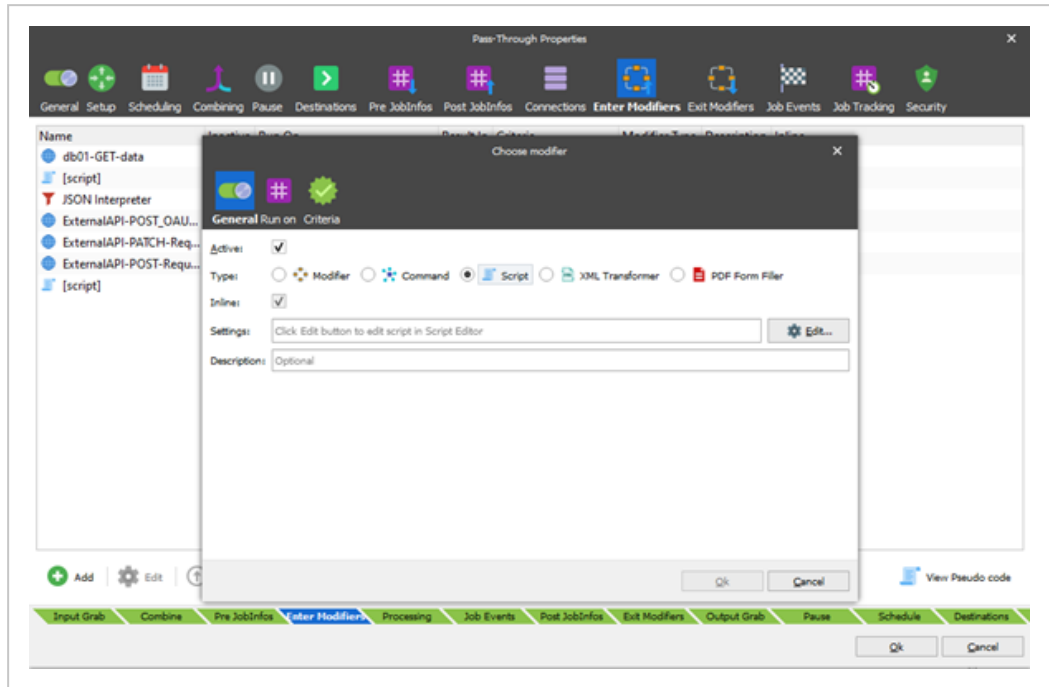 Pass-Through Properties
General Setup Scheduling Combining Pause Destinations Pre JobInfos Post JobInfos Connections Enter Modifiers Exit Modifiers Job Events Job Tracking Security
Name
db01-GET-data
[script]
JSON Interpreter
ExternalAPI-POST_OAU...
ExternalAPI-PATCH-Req...
ExternalAPI-POST-Requ...
[script]
Choose modifier
General Run on Criteria
Active:
Type: Modifier Command Script XML Transformer PDF Form Filler
Inline:
Settings: Click Edit button to edit script in Script Editor Edit...
Description: Optional
Ok Cancel
Add Edit View Pseudo code
Input Grab Combine Pre JobInfos Enter Modifiers Processing Job Events Post JobInfos Exit Modifiers Output Grab Pause Schedule Destinations
Ok Cancel